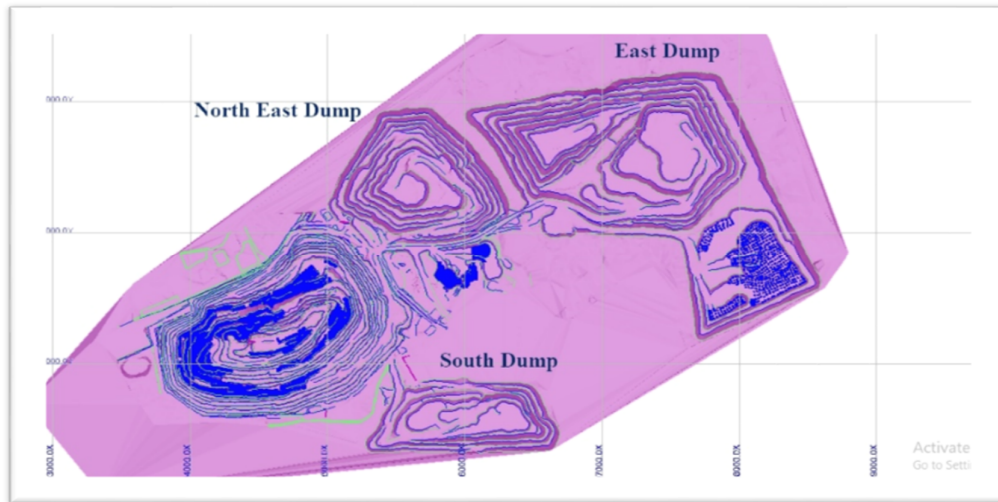 East Dump
North East Dump
South Dump
3000.0X
4000.0X
6000.0X
7000.0X
8000.0X
9000.0X
Activate
Go to Setti